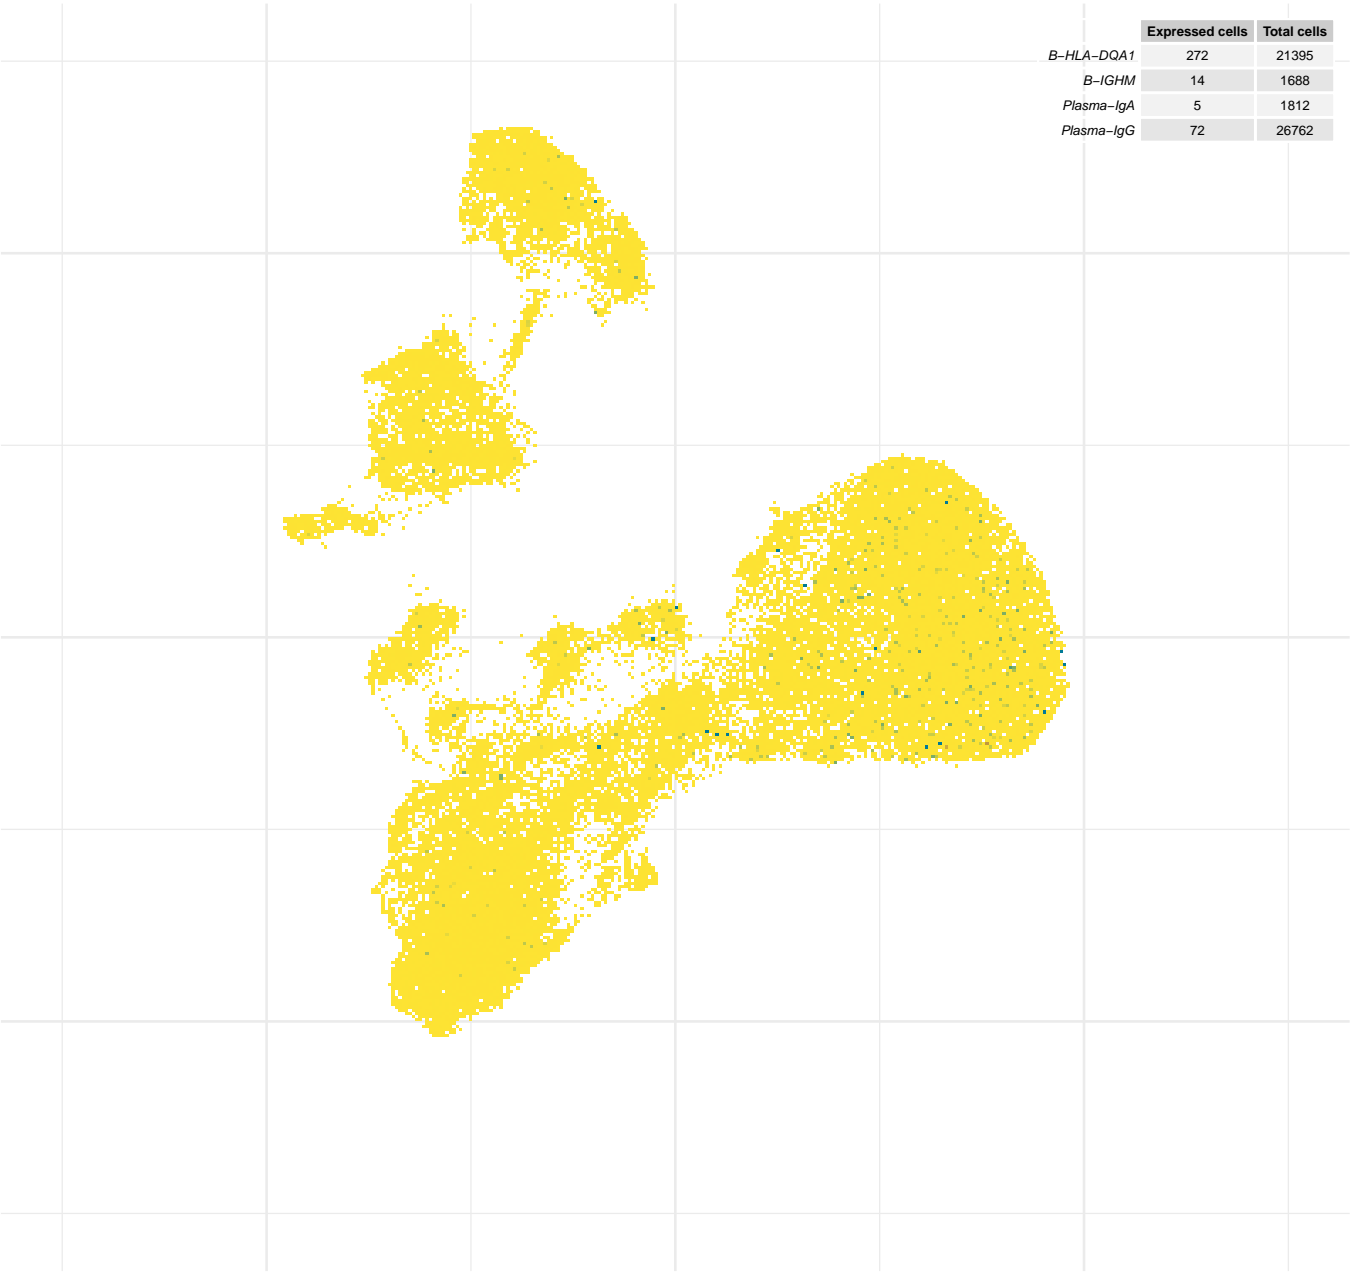 Expressed cells Total cells
B−HLA−DQA1 272 21395
B−IGHM 14 1688
Plasma−IgA 5 1812
Plasma−IgG 72 26762